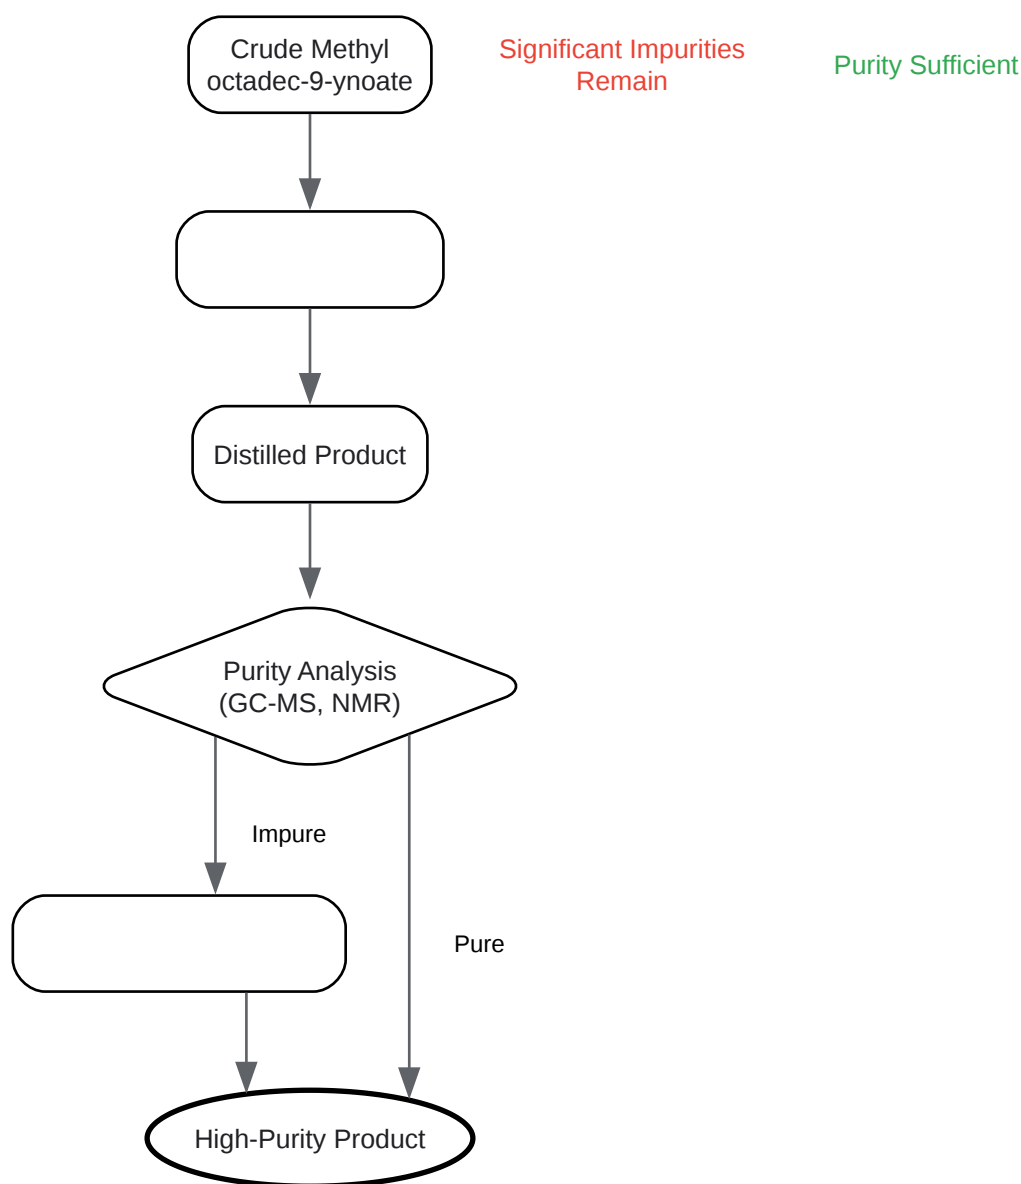 Crude Methyl
octadec-9-ynoate
Significant Impurities
Remain
Purity Sufficient
Distilled Product
Purity Analysis
(GC-MS, NMR)
Impure
Pure
High-Purity Product